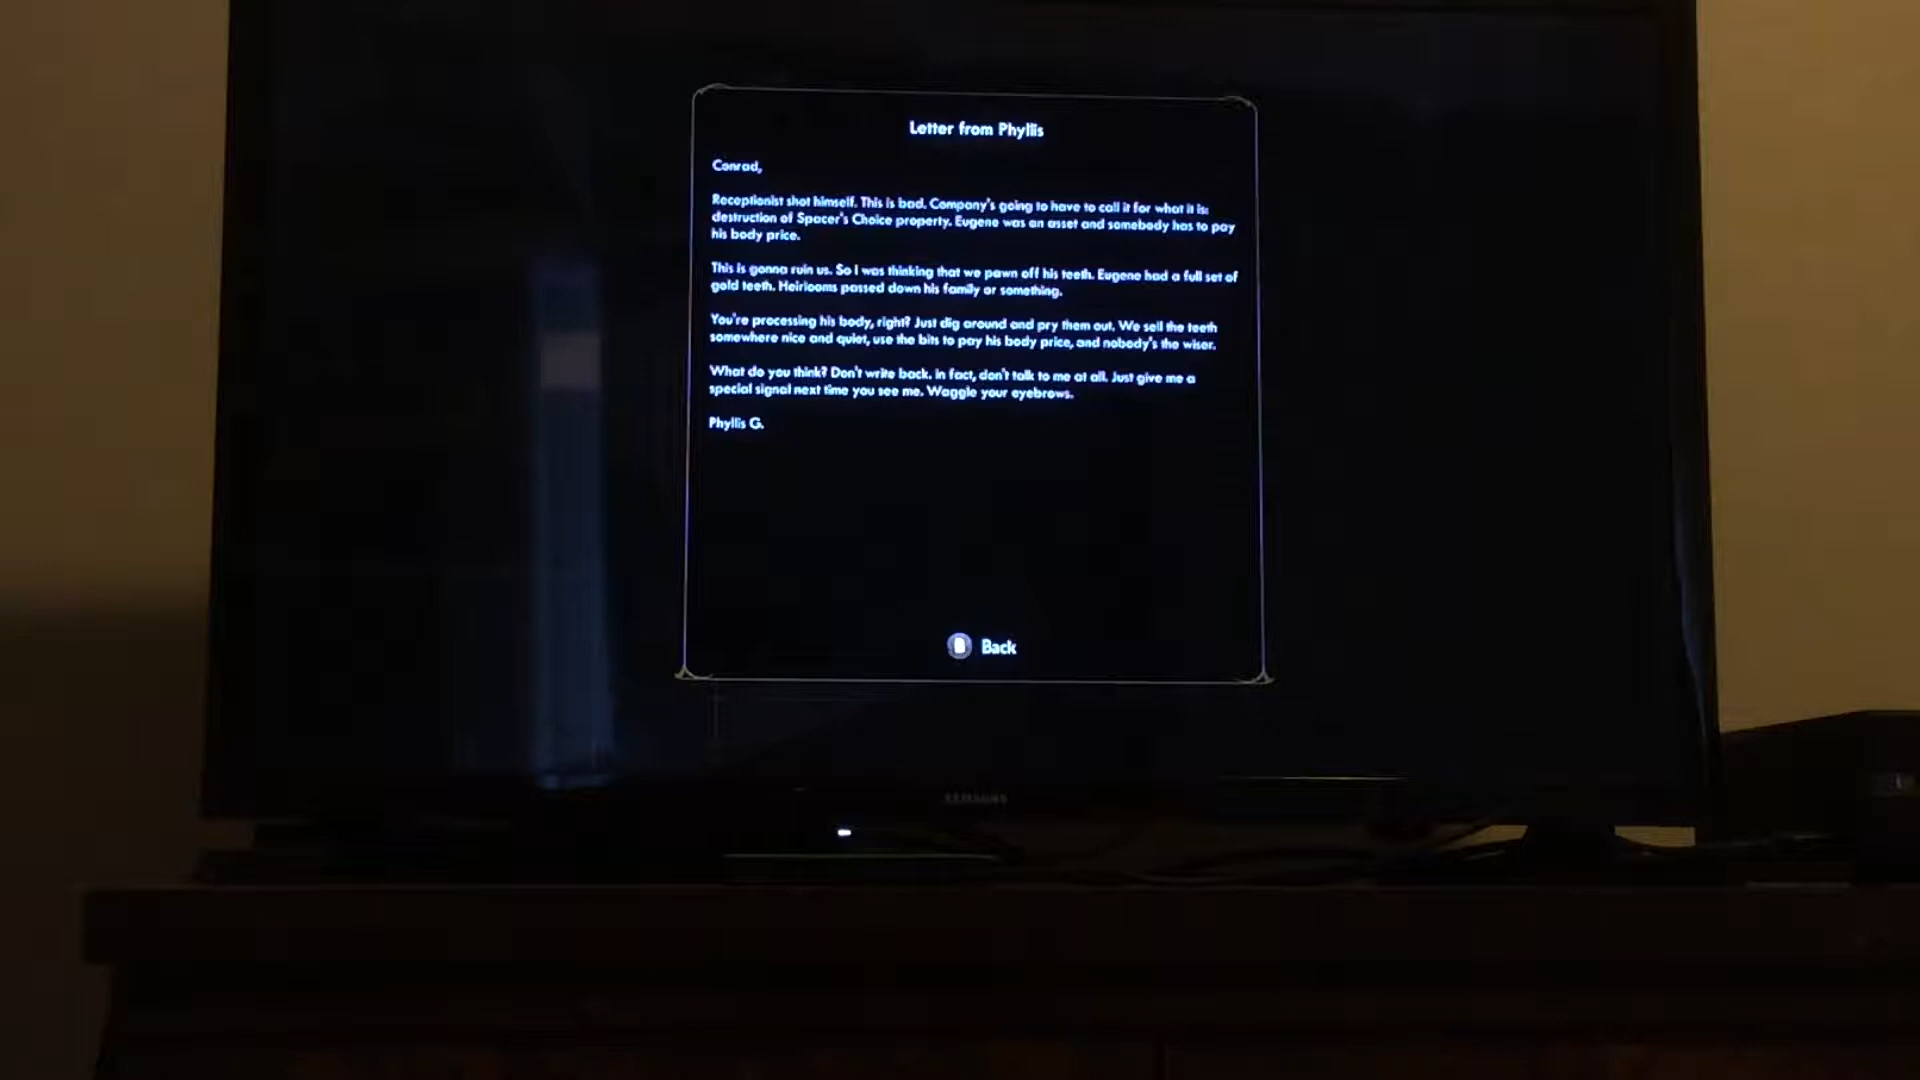 Letter from Phyllis
Conrad,
Receptionist shot himself. This is bad. Company's going to have to call it for what it is:
destruction of Spacer's Choice property. Eugene was an asset and somebody has to pay
his body price.
This is gonna ruin us. So I was thinking that we pawn off his teeth. Eugene had a full set of
gold teeth. Heirlooms passed down his family or something.
You're processing his body, right? Just dig around and pry them out. We sell the teeth
somewhere nice and quiet, use the bits to pay his body price, and nobody's the wiser.
What do you think? Don't write back. In fact, don't talk to me at all. Just give me a
special signal next time you see me. Waggle your eyebrows.
Phyllis G.
Back
SAMSUNG